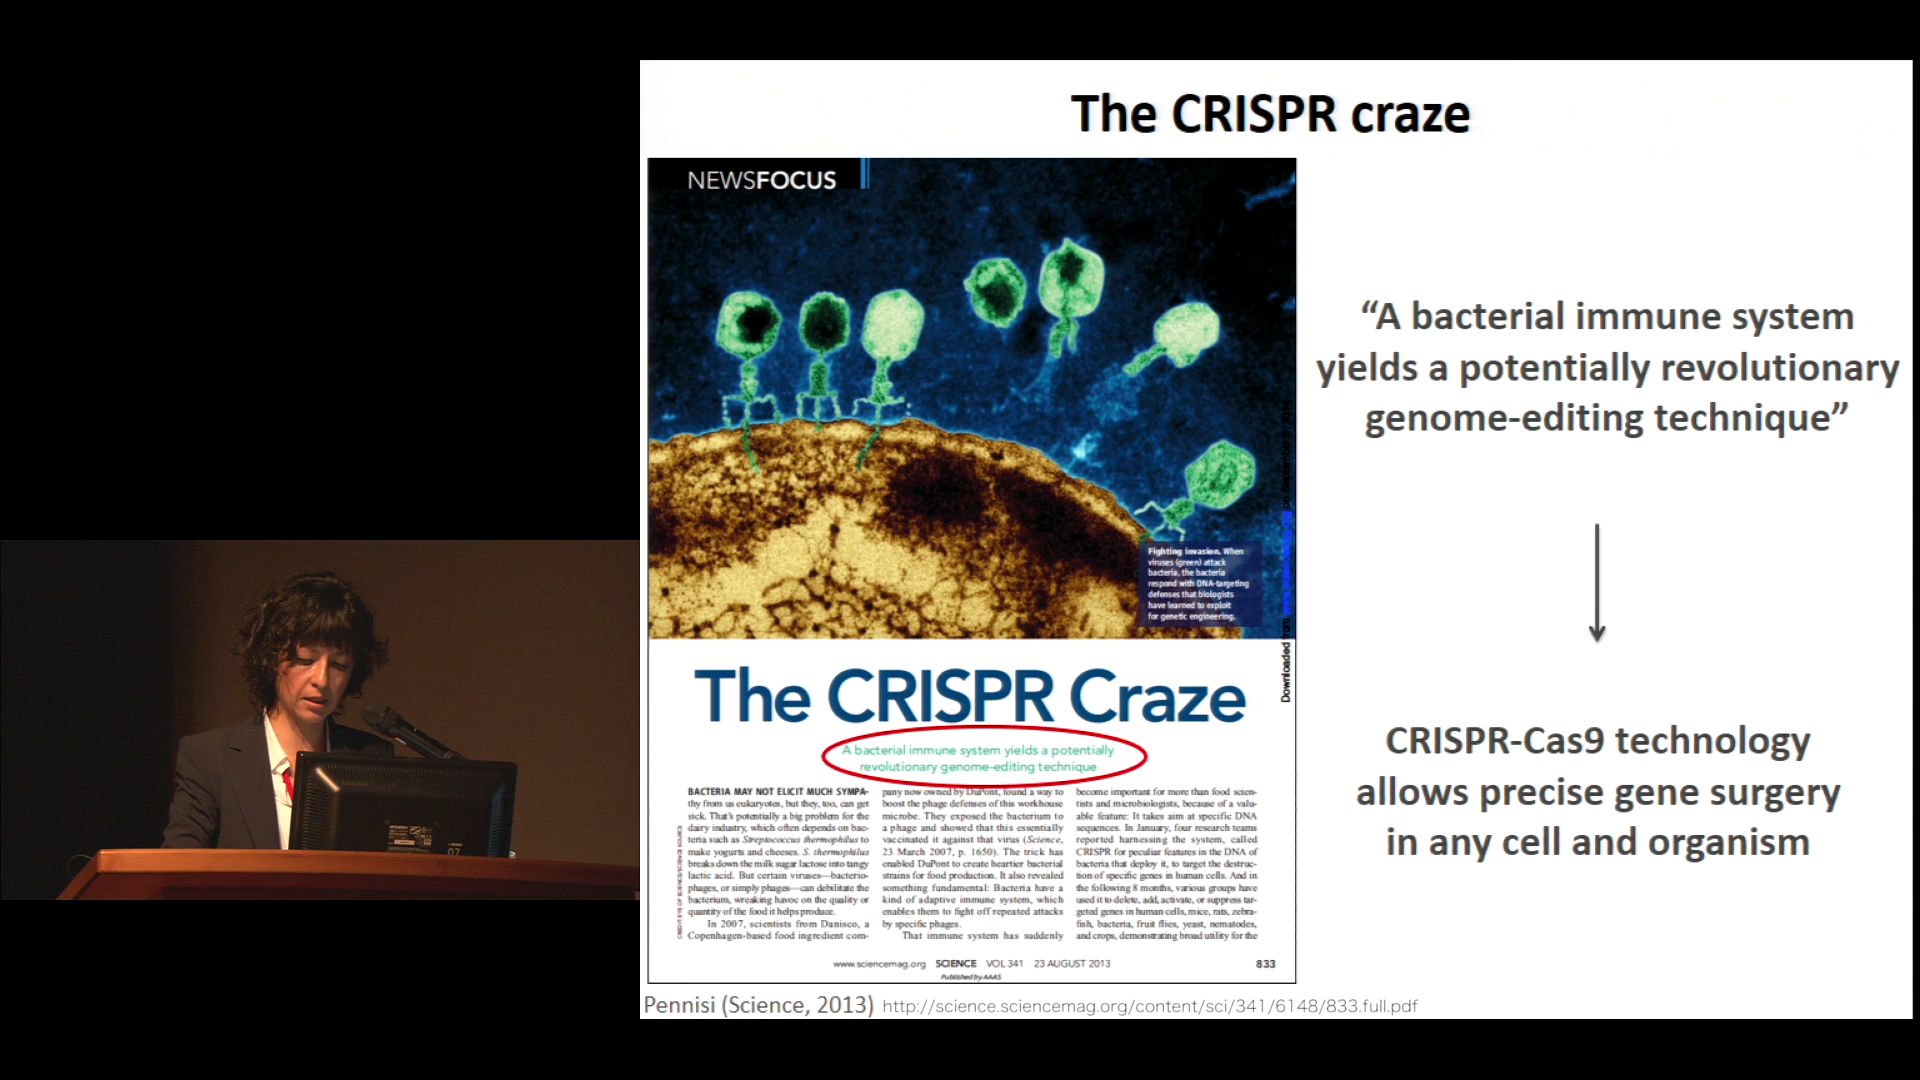 The CRISPR craze
NEWSFOCUS
Fighting invasion. When
viruses (green) attack
bacteria, the bacteria
respond with DNA-targeting
defenses that biologists
have learned to exploit
for genetic engineering.
The CRISPR Craze
A bacterial immune system yields a potentially
revolutionary genome-editing technique
BACTERIA MAY NOT ELICIT MUCH SYMPA-
thy from us eukaryotes, but they, too, can get
sick. That's potentially a big problem for the
dairy industry, which often depends on bac-
teria such as Streptococcus thermophilus to
make yogurts and cheeses. S. thermophilus
breaks down the milk sugar lactose into tangy
lactic acid. But certain viruses—bacterio-
phages, or simply phages—can debilitate the
bacterium, wreaking havoc on the quality or
quantity of the food it helps produce.
In 2007, scientists from Danisco, a
Copenhagen-based food ingredient com-
pany now owned by DuPont, found a way to
boost the phage defenses of this workhouse
microbe. They exposed the bacterium to
a phage and showed that this essentially
vaccinated it against that virus (Science,
23 March 2007, p. 1650). The trick has
enabled DuPont to create heartier bacterial
strains for food production. It also revealed
something fundamental: Bacteria have a
kind of adaptive immune system, which
enables them to fight off repeated attacks
by specific phages.
That immune system has suddenly
become important for more than food scien-
tists and microbiologists, because of a valu-
able feature: It takes aim at specific DNA
sequences. In January, four research teams
reported harnessing the system, called
CRISPR for peculiar features in the DNA of
bacteria that deploy it, to target the destruc-
tion of specific genes in human cells. And in
the following 8 months, various groups have
used it to delete, add, activate, or suppress tar-
geted genes in human cells, mice, rats, zebra-
fish, bacteria, fruit flies, yeast, nematodes,
and crops, demonstrating broad utility for the
Downloaded from
www.sciencemag.org SCIENCE VOL 341 23 AUGUST 2013 833
Published by AAAS
Pennisi (Science, 2013) http://science.sciencemag.org/content/sci/341/6148/833.full.pdf
“A bacterial immune system
yields a potentially revolutionary
genome-editing technique”
CRISPR-Cas9 technology
allows precise gene surgery
in any cell and organism
07